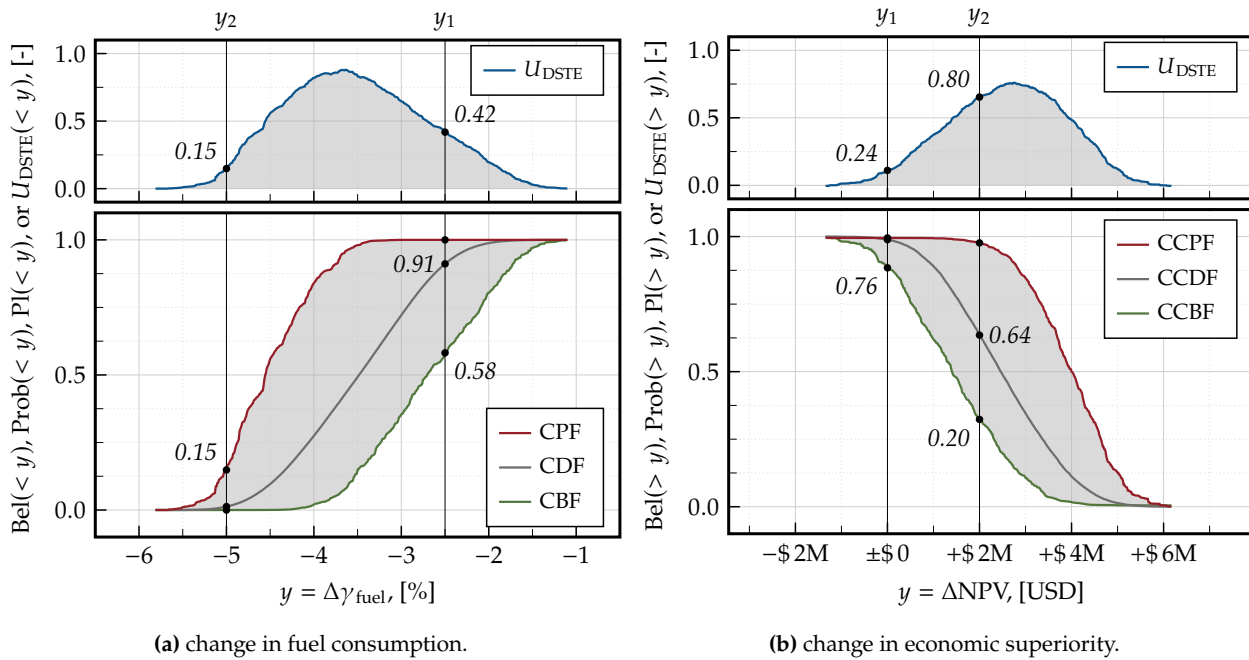 y₂
y₁
1.0
0.5
0.0
U_DSTE
0.15
0.42
1.0
0.5
0.0
0.91
0.58
0.15
CPF
CDF
CBF
−6
−5
−4
−3
−2
−1
Bel(< y), Prob(< y), Pl(< y), or U_DSTE(< y), [-]
y = Δγ_fuel, [%]
(a) change in fuel consumption.
y₁
y₂
1.0
0.5
0.0
U_DSTE
0.80
0.24
1.0
0.5
0.0
CCPF
CCDF
CCBF
0.76
0.64
0.20
−$ 2M
±$ 0
+$ 2M
+$ 4M
+$ 6M
Bel(> y), Prob(> y), Pl(> y), or U_DSTE(> y), [-]
y = ΔNPV, [USD]
(b) change in economic superiority.